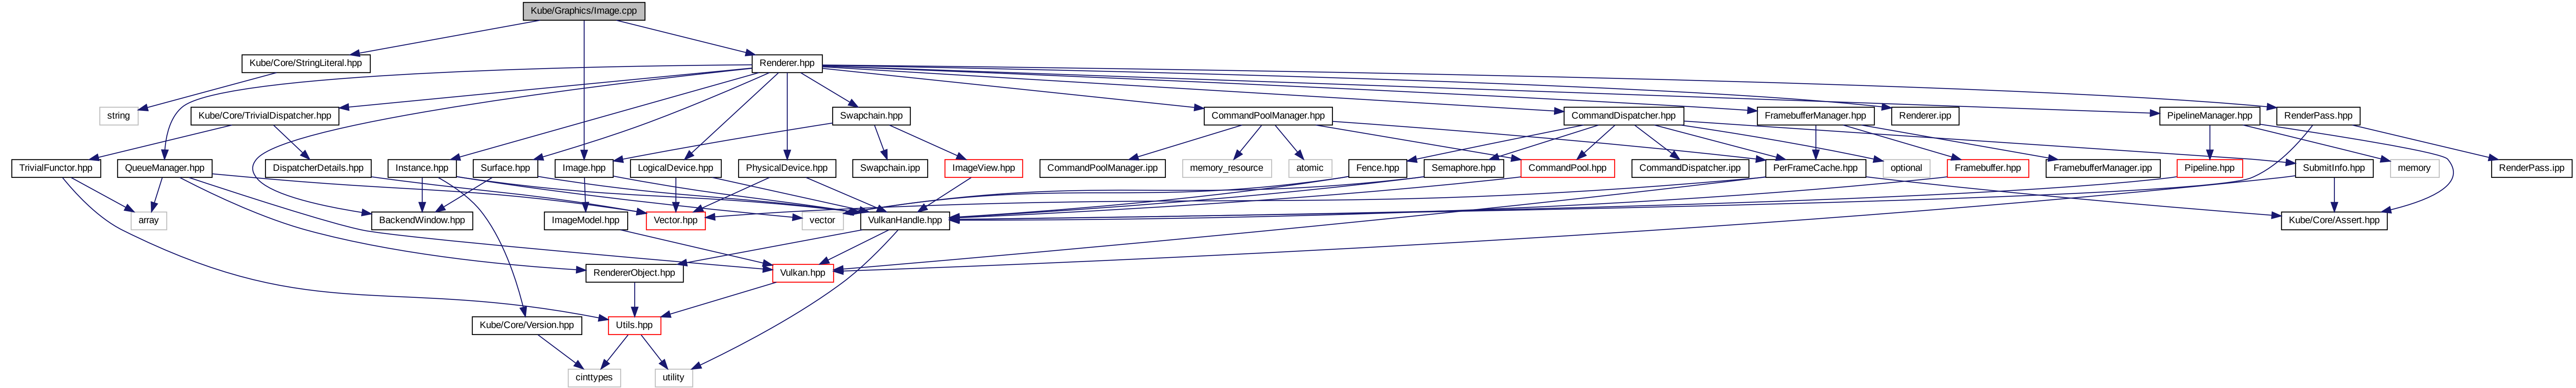 Kube/Graphics/Image.cpp
Kube/Core/StringLiteral.hpp
Renderer.hpp
string
Kube/Core/TrivialDispatcher.hpp
Swapchain.hpp
CommandPoolManager.hpp
CommandDispatcher.hpp
FramebufferManager.hpp
Renderer.ipp
PipelineManager.hpp
RenderPass.hpp
TrivialFunctor.hpp
QueueManager.hpp
DispatcherDetails.hpp
Instance.hpp
Surface.hpp
Image.hpp
LogicalDevice.hpp
PhysicalDevice.hpp
Swapchain.ipp
ImageView.hpp
CommandPoolManager.ipp
memory_resource
atomic
Fence.hpp
Semaphore.hpp
CommandPool.hpp
CommandDispatcher.ipp
PerFrameCache.hpp
optional
Framebuffer.hpp
FramebufferManager.ipp
Pipeline.hpp
SubmitInfo.hpp
memory
RenderPass.ipp
array
BackendWindow.hpp
ImageModel.hpp
Vector.hpp
vector
VulkanHandle.hpp
Kube/Core/Assert.hpp
RendererObject.hpp
Vulkan.hpp
Kube/Core/Version.hpp
Utils.hpp
cinttypes
utility